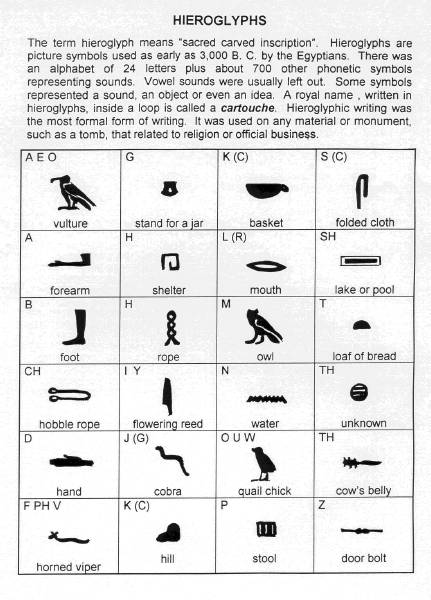 HIEROGLYPHS
The term hieroglyph means "sacred carved inscription". Hieroglyphs are
picture symbols used as early as 3,000 B. C. by the Egyptians. There was
an alphabet of 24 letters plus about 700 other phonetic symbols
representing sounds. Vowel sounds were usually left out. Some symbols
represented a sound, an object or even an idea. A royal name , written in
hieroglyphs, inside a loop is called a cartouche. Hieroglyphic writing was
the most formal form of writing. It was used on any material or monument,
such as a tomb, that related to religion or official business.
A E O G K (C) S (C)
vulture stand for a jar basket folded cloth
A H L (R) SH
forearm shelter mouth lake or pool
B H M T
foot rope owl loaf of bread
CH I Y N TH
hobble rope flowering reed water unknown
D J (G) O U W TH
hand cobra quail chick cow's belly
F PH V K (C) P Z
horned viper hill stool door bolt